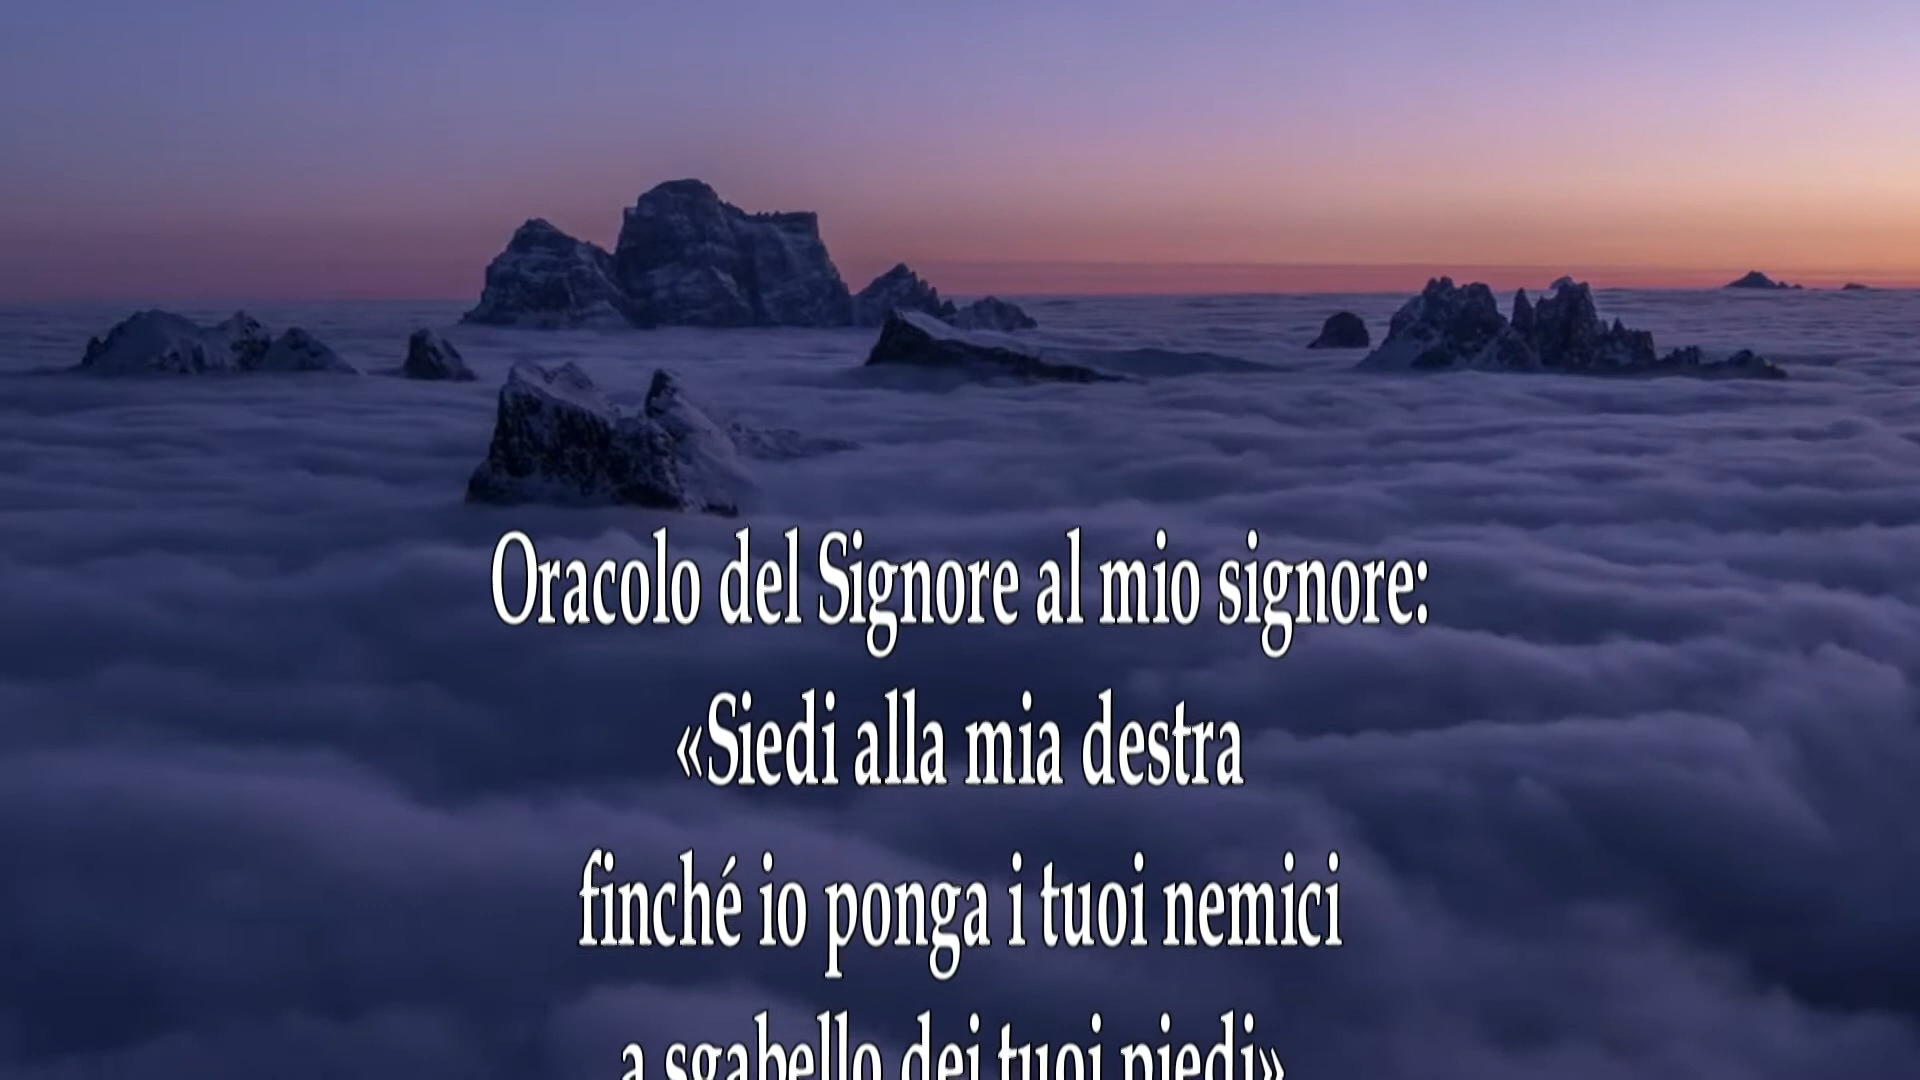 Oracolo del Signore al mio signore:
«Siedi alla mia destra
finché io ponga i tuoi nemici
a sgabello dei tuoi piedi»